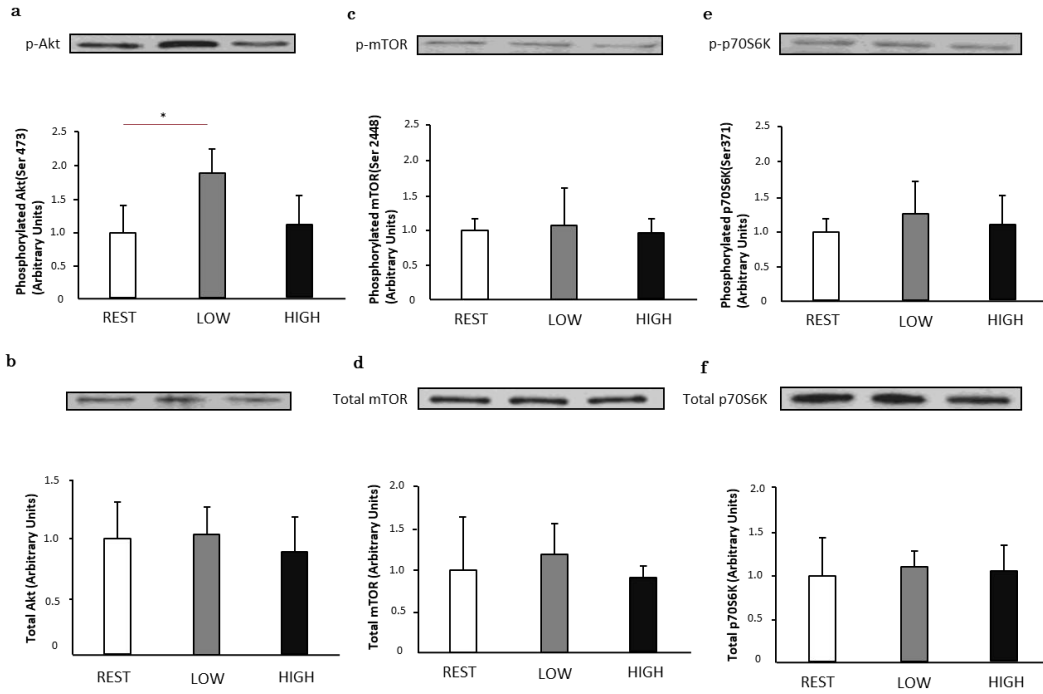 a
p-Akt
*
Phosphorylated Akt(Ser 473)
(Arbitrary Units)
2.5
2.0
1.5
1.0
0.5
0
REST LOW HIGH
c
p-mTOR
Phosphorylated mTOR(Ser 2448)
(Arbitrary Units)
2.5
2.0
1.5
1.0
0.5
0
REST LOW HIGH
e
p-p70S6K
Phosphorylated p70S6K(Ser371)
(Arbitrary Units)
2.5
2.0
1.5
1.0
0.5
0
REST LOW HIGH
b
Total Akt (Arbitrary Units)
1.5
1.0
0.5
0
REST LOW HIGH
d
Total mTOR
Total mTOR (Arbitrary Units)
2.0
1.5
1.0
0.5
0
REST LOW HIGH
f
Total p70S6K
Total p70S6K (Arbitrary Units)
2.0
1.5
1.0
0.5
0
REST LOW HIGH